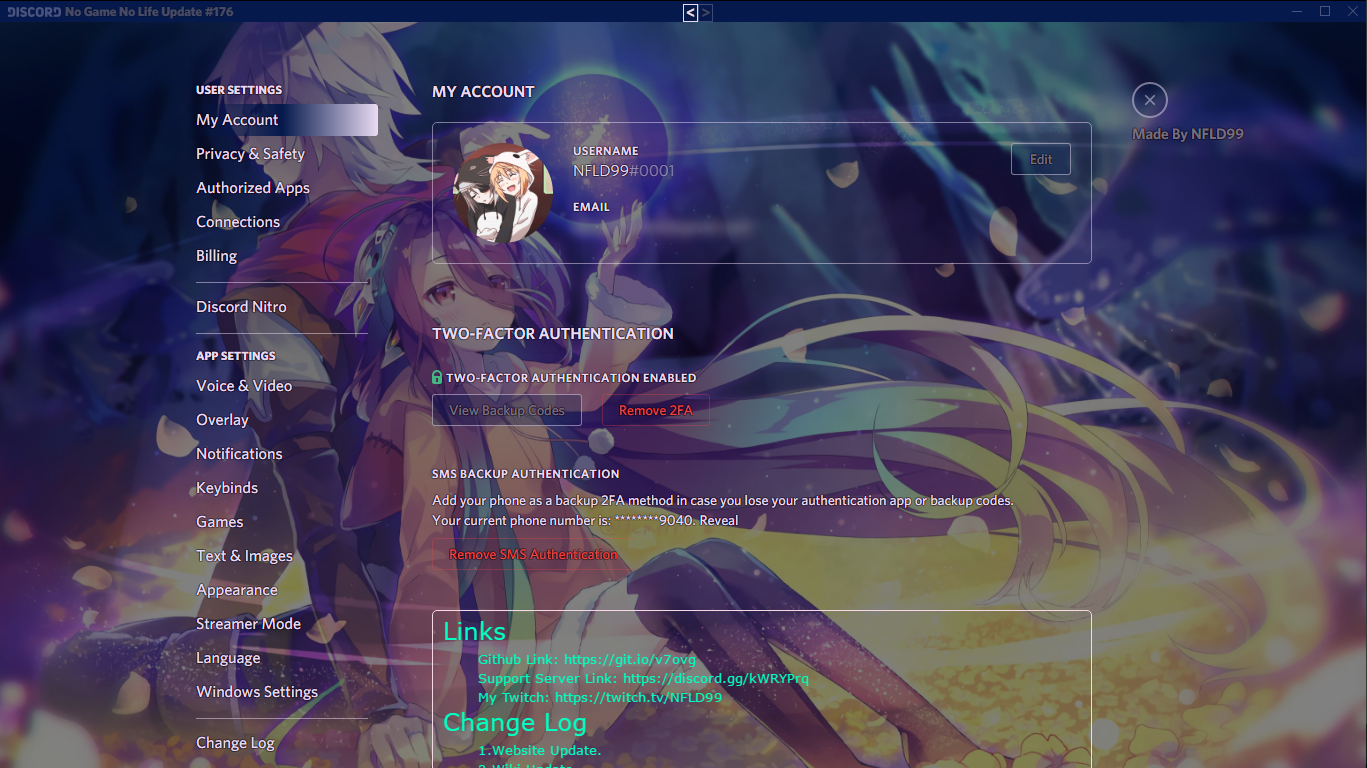 DISCORD No Game No Life Update #176
< >
USER SETTINGS
My Account
Privacy & Safety
Authorized Apps
Connections
Billing
Discord Nitro
APP SETTINGS
Voice & Video
Overlay
Notifications
Keybinds
Games
Text & Images
Appearance
Streamer Mode
Language
Windows Settings
Change Log
MY ACCOUNT
USERNAME
NFLD99#0001
EMAIL
Edit
TWO-FACTOR AUTHENTICATION
TWO-FACTOR AUTHENTICATION ENABLED
View Backup Codes
Remove 2FA
SMS BACKUP AUTHENTICATION
Add your phone as a backup 2FA method in case you lose your authentication app or backup codes.
Your current phone number is: ********9040. Reveal
Remove SMS Authentication
Links
Github Link: https://git.io/v7ovg
Support Server Link: https://discord.gg/kWRYPrq
My Twitch: https://twitch.tv/NFLD99
Change Log
1.Website Update.
2.Wiki Update.
Made By NFLD99